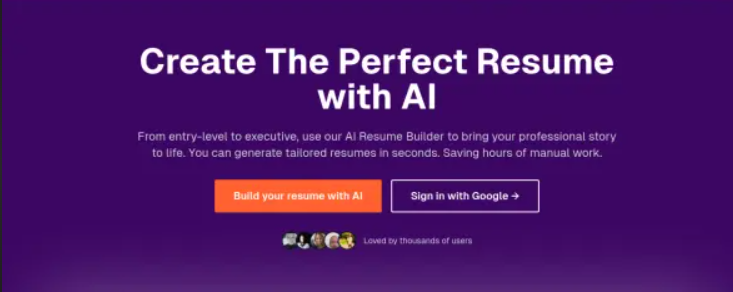 Create The Perfect Resume
with AI
From entry-level to executive, use our AI Resume Builder to bring your professional story
to life. You can generate tailored resumes in seconds. Saving hours of manual work.
Build your resume with AI
Sign in with Google →
Loved by thousands of users